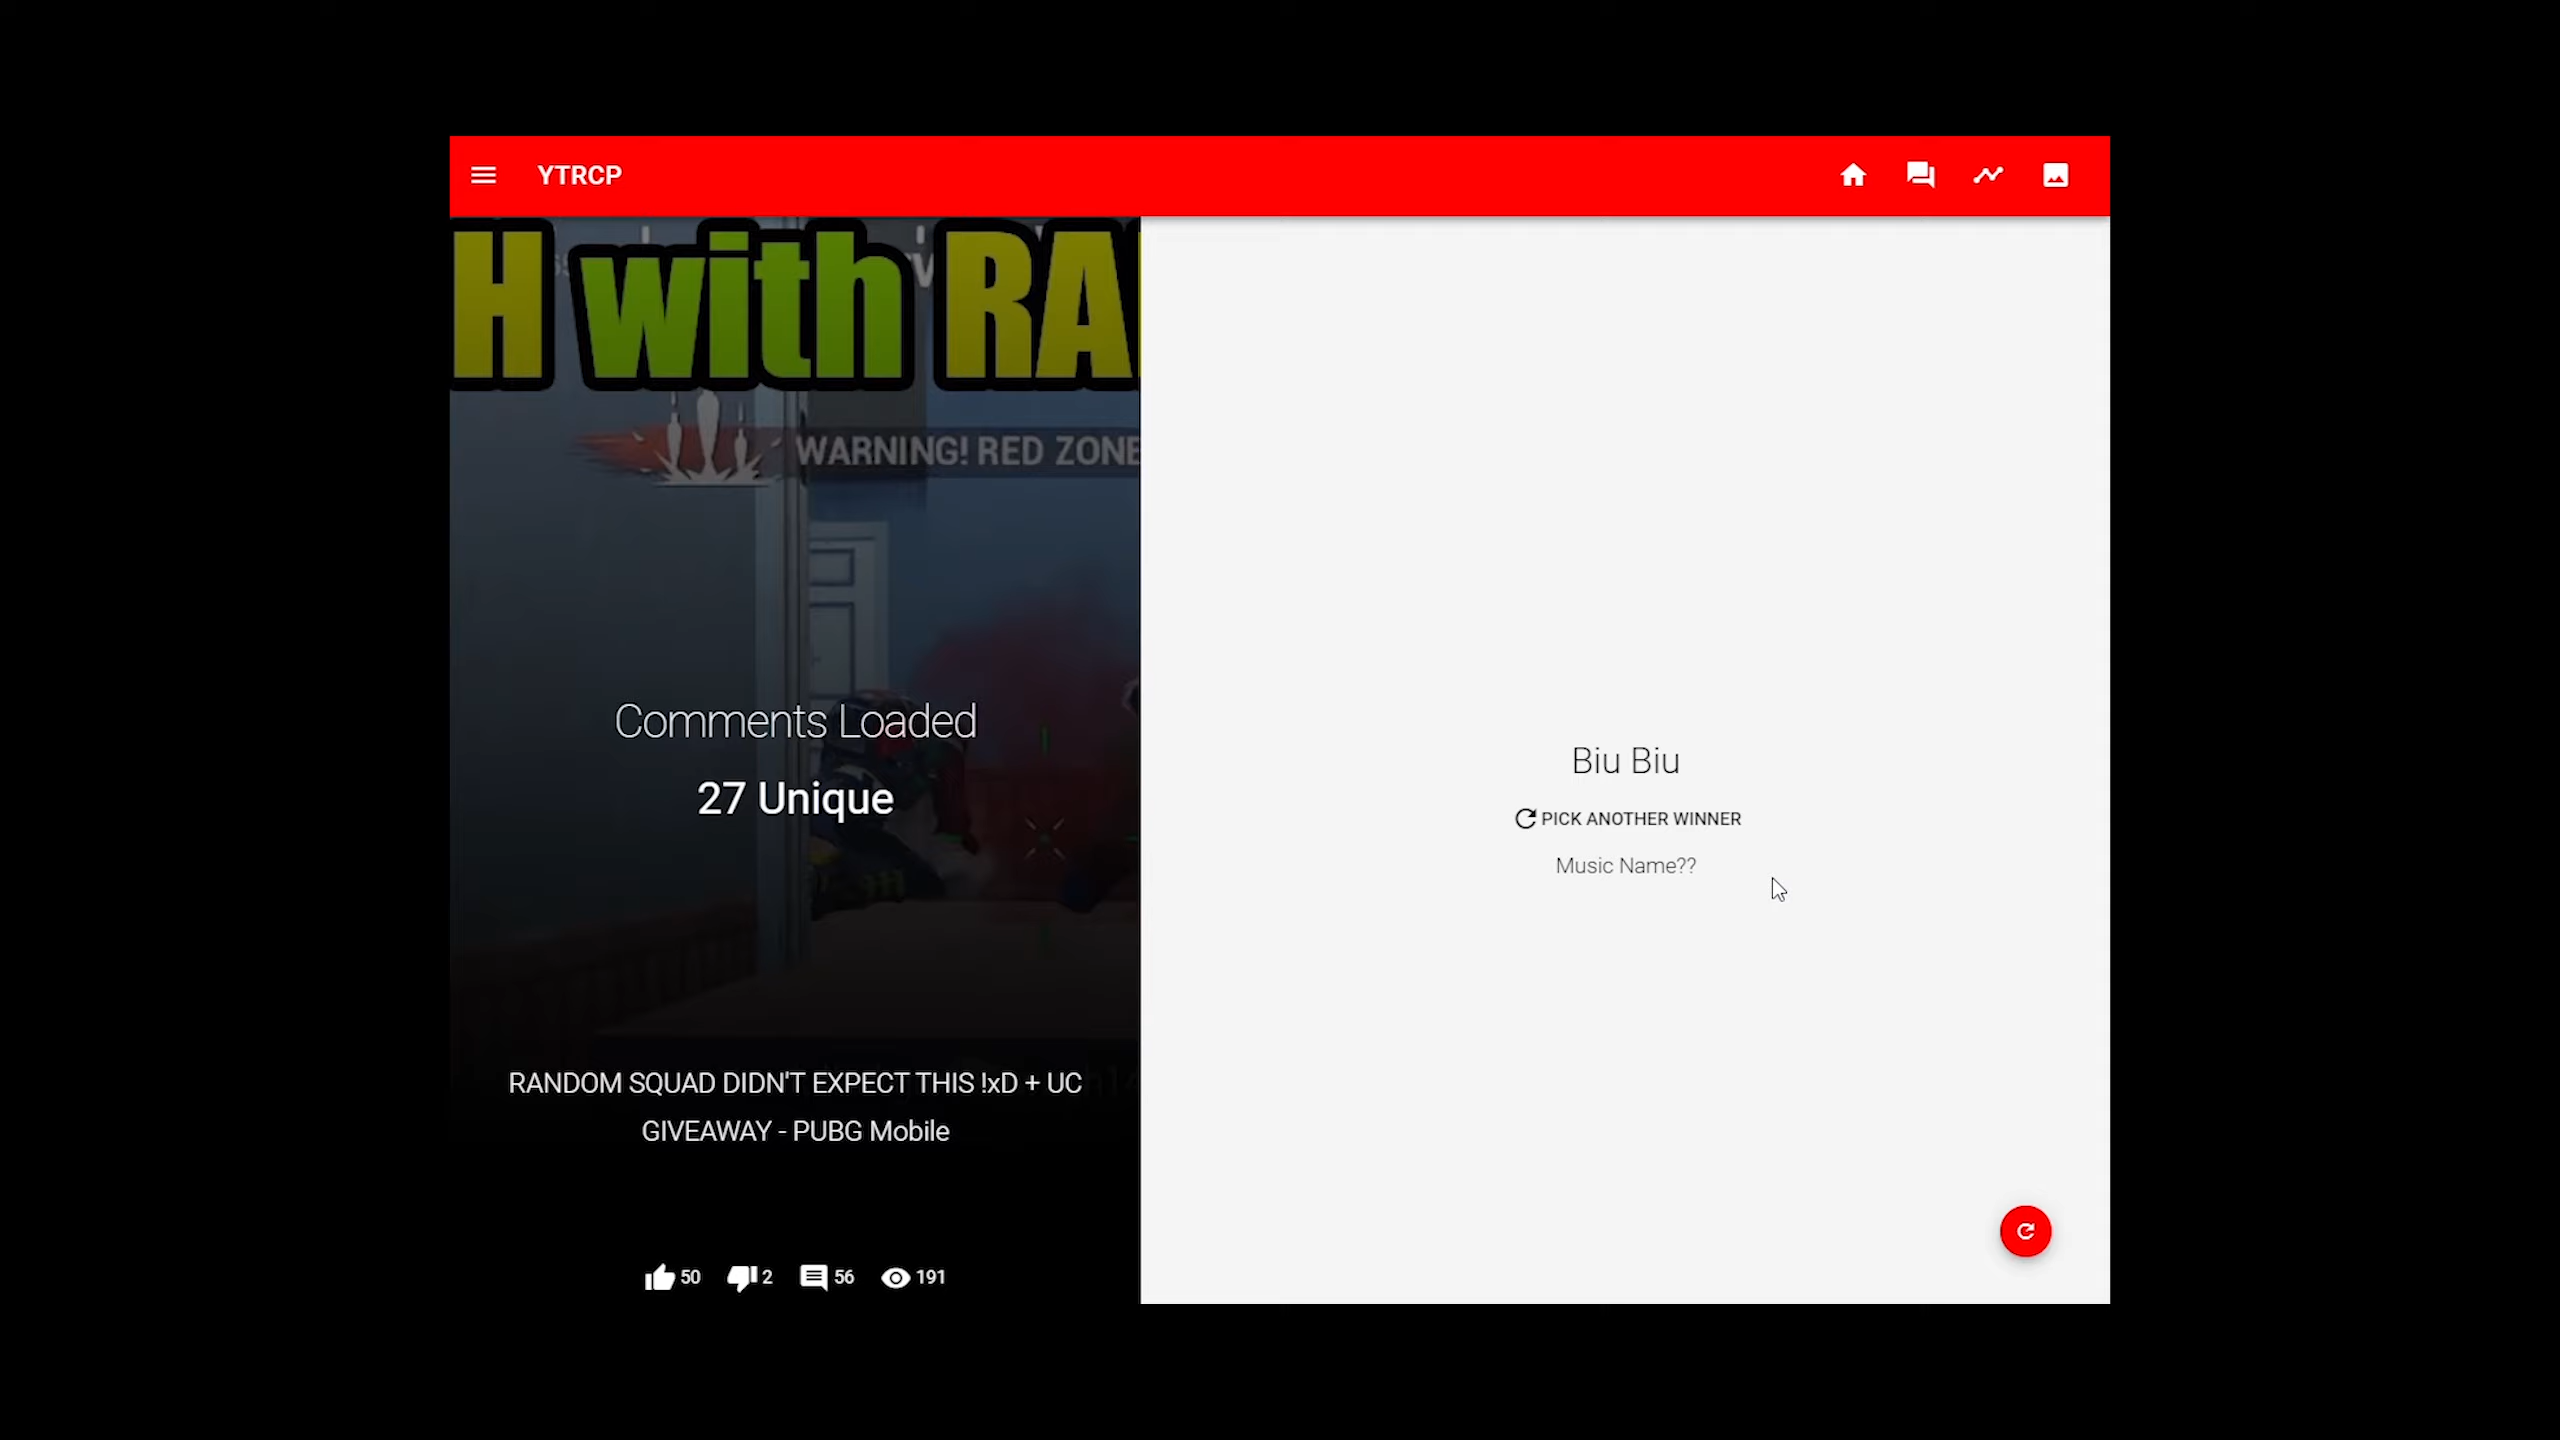 YTRCP
H with RA
WARNING! RED ZONE
Comments Loaded
27 Unique
RANDOM SQUAD DIDN'T EXPECT THIS !xD + UC
GIVEAWAY - PUBG Mobile
50 2 56 191
Biu Biu
PICK ANOTHER WINNER
Music Name??